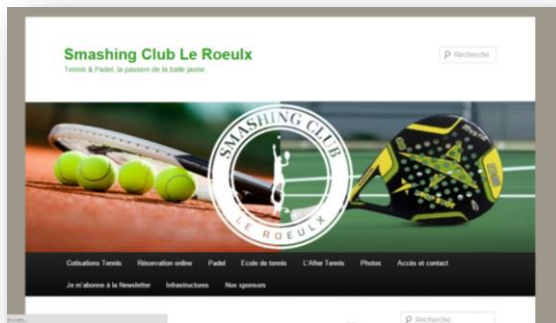 Smashing Club Le Roeulx
Tennis & Padel, la passion de la balle jaune
Recherche
SMASHING CLUB
LE ROEULX
Cotisations Tennis Réservation online Padel Ecole de tennis L'After Tennis Photos Accès et contact
Je m'abonne à la Newsletter Infrastructures Nos sponsors
Recherche